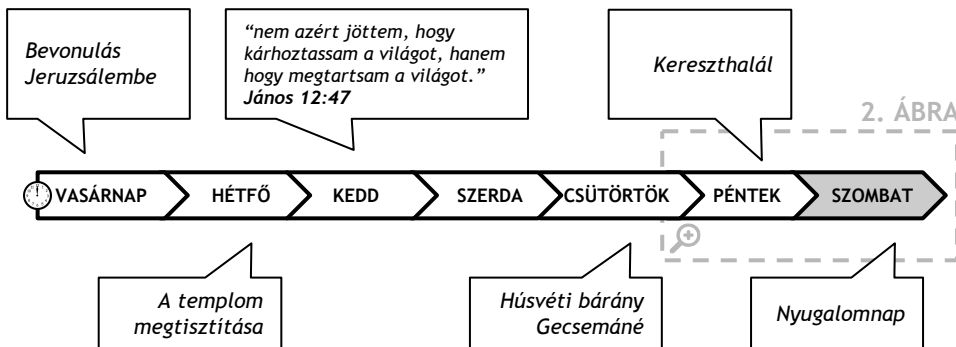 Bevonulás
Jeruzsálembe
“nem azért jöttem, hogy
kárhoztassam a világot, hanem
hogy megtartsam a világot.”
János 12:47
Kereszthalál
2. ÁBRA
VASÁRNAP
HÉTFŐ
KEDD
SZERDA
CSÜTÖRTÖK
PÉNTEK
SZOMBAT
A templom
megtisztítása
Húsvéti bárány
Gecsemáné
Nyugalomnap